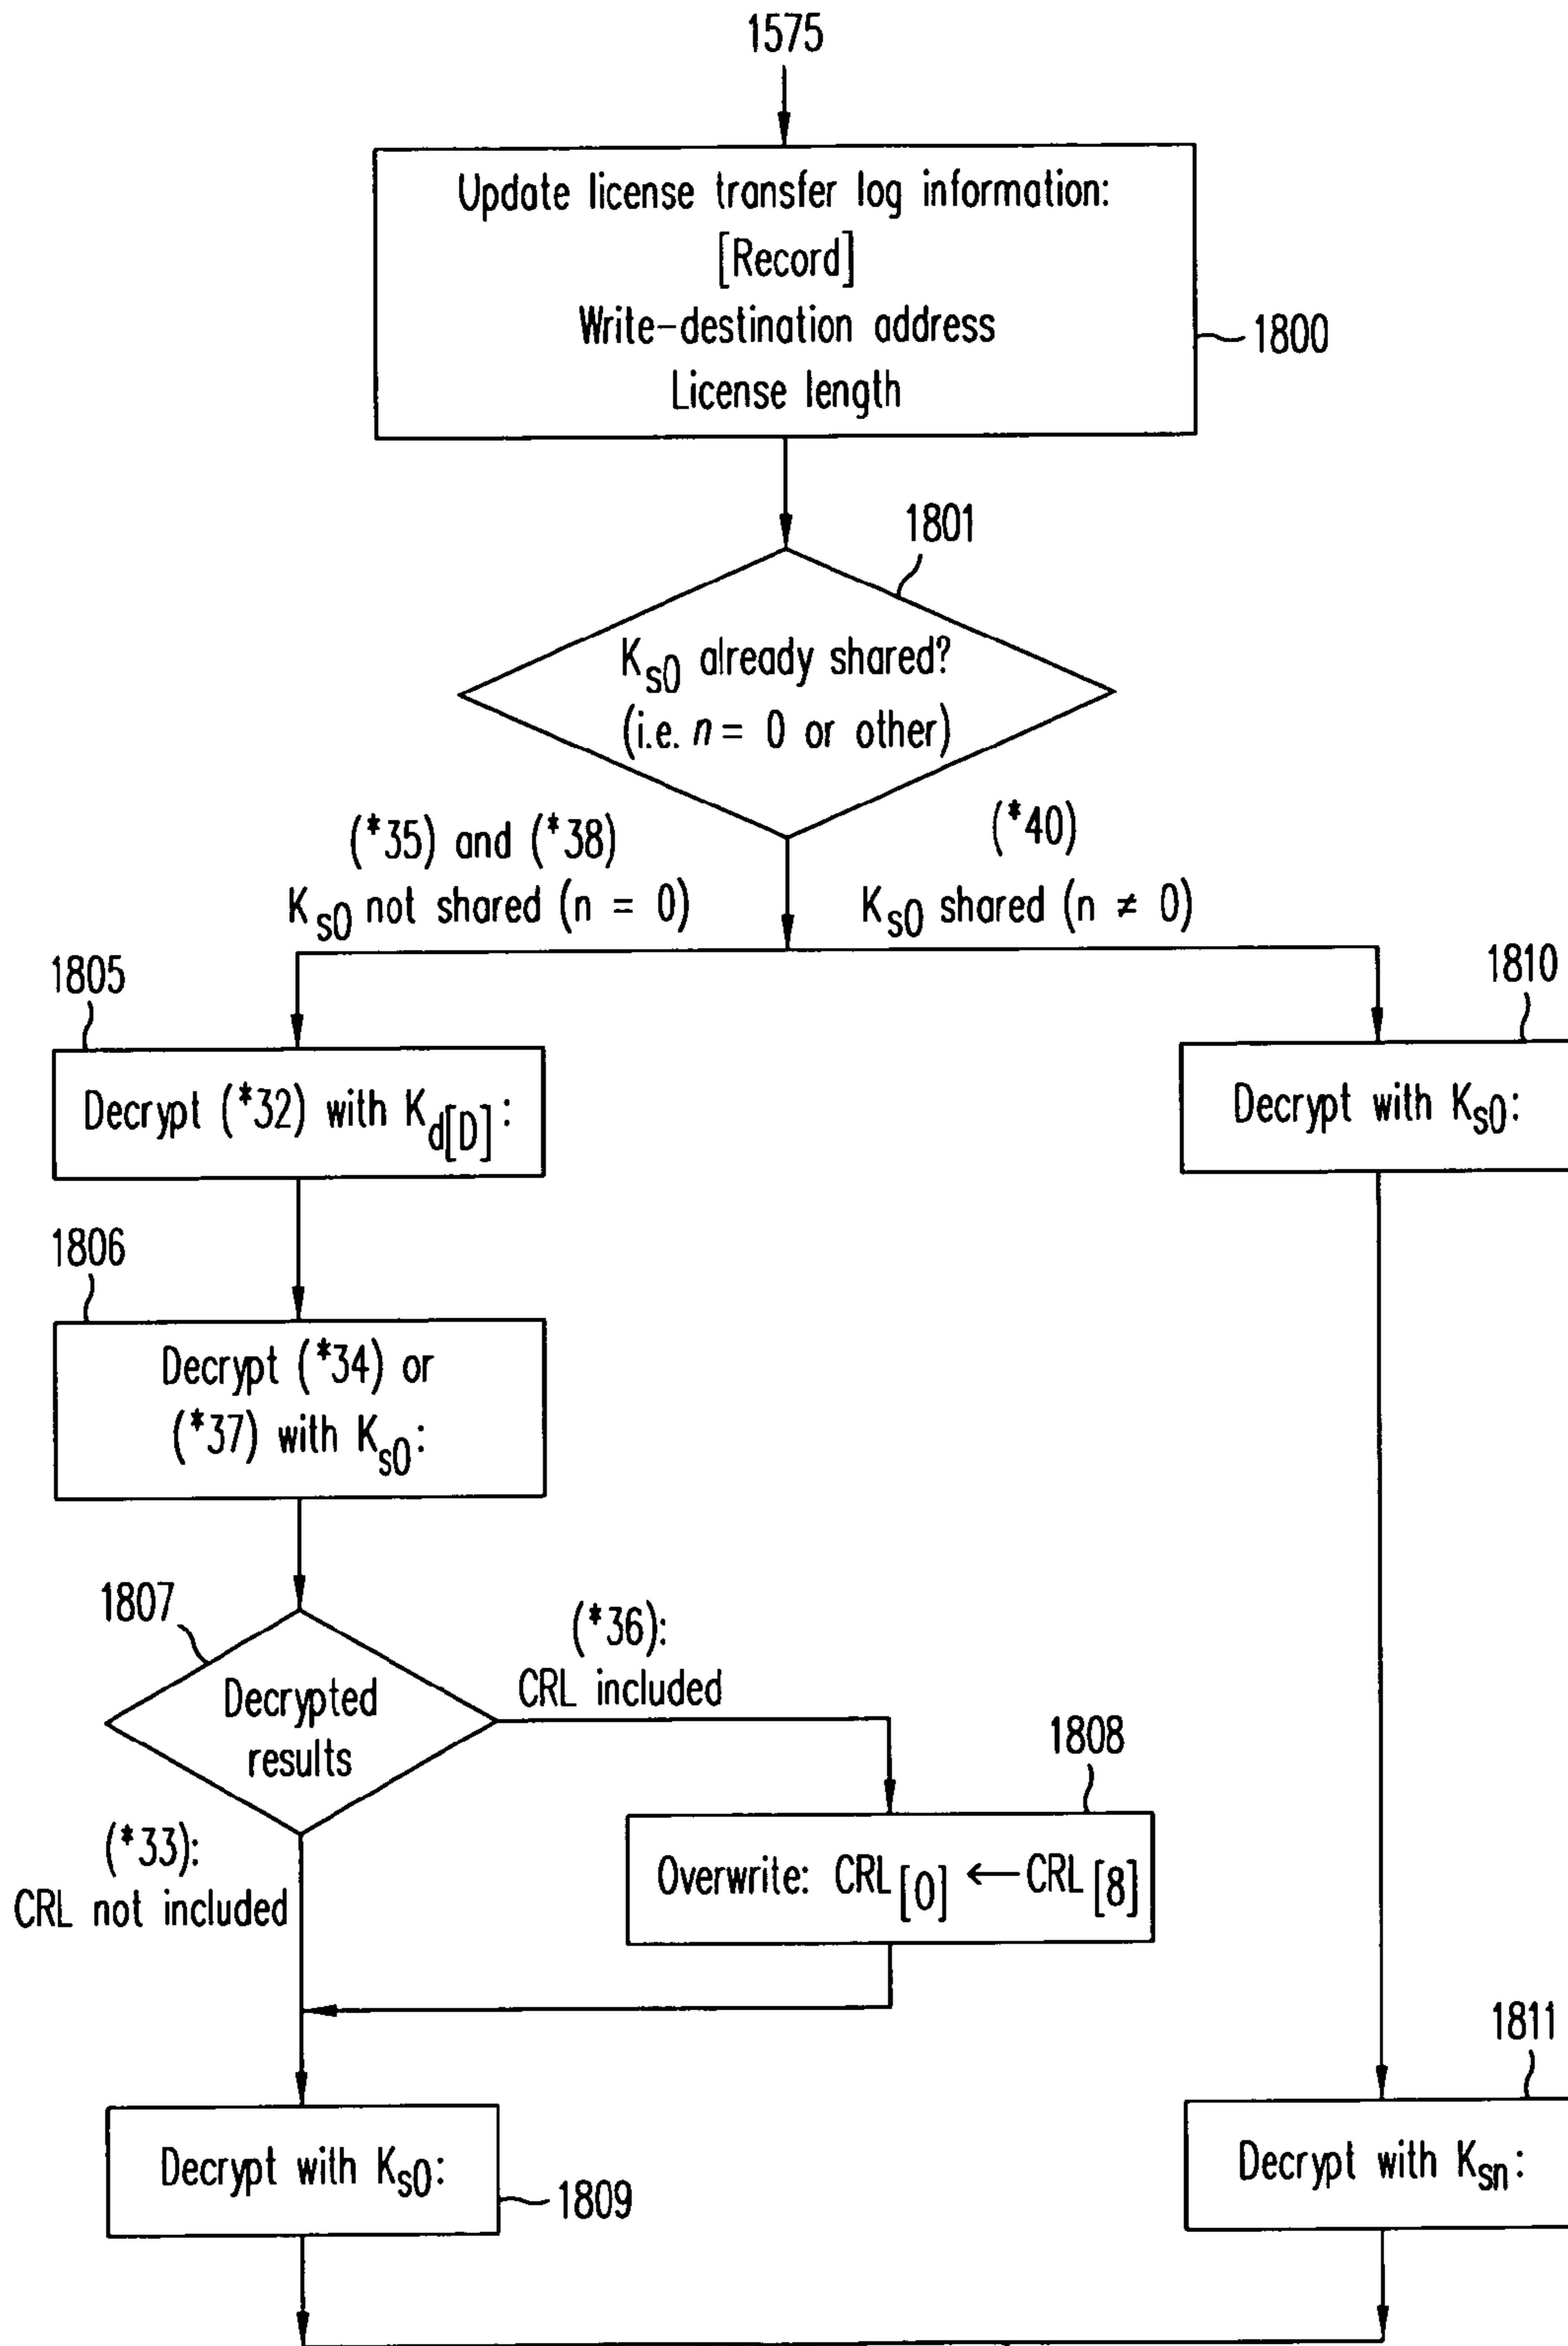 1575
Update license transfer log information:
[Record]
Write-destination address
License length
1800
1801
Ks0 already shared?
(i.e. n = 0 or other)
(*35) and (*38)
Ks0 not shared (n = 0)
(*40)
Ks0 shared (n ≠ 0)
1805
Decrypt (*32) with Kd[D]:
1810
Decrypt with Ks0:
1806
Decrypt (*34) or
(*37) with Ks0:
1807
Decrypted
results
(*36):
CRL included
1808
Overwrite: CRL[0] ← CRL[8]
(*33):
CRL not included
1809
Decrypt with Ks0:
1811
Decrypt with Ksn: